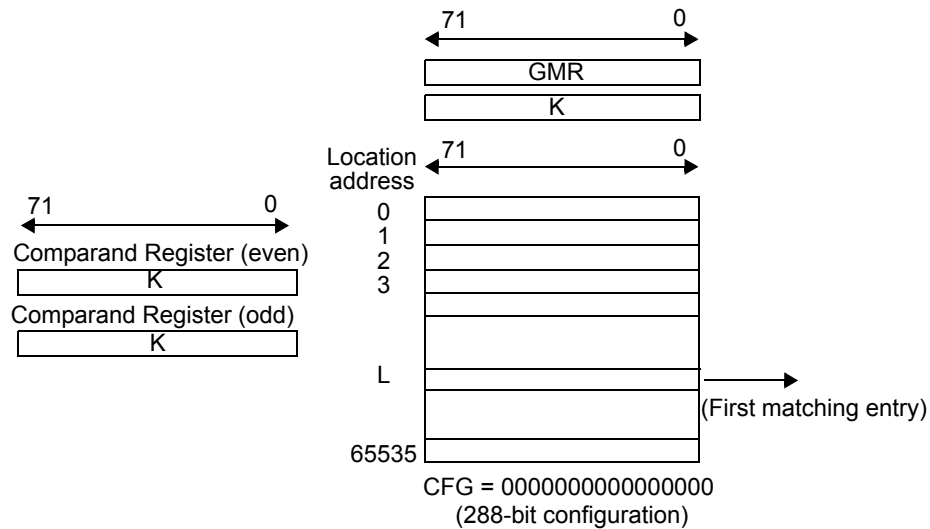 71 0
GMR
K
71 0
Location
address
0
1
2
3
L
65535
(First matching entry)
CFG = 0000000000000000
(288-bit configuration)
71 0
Comparand Register (even)
K
Comparand Register (odd)
K